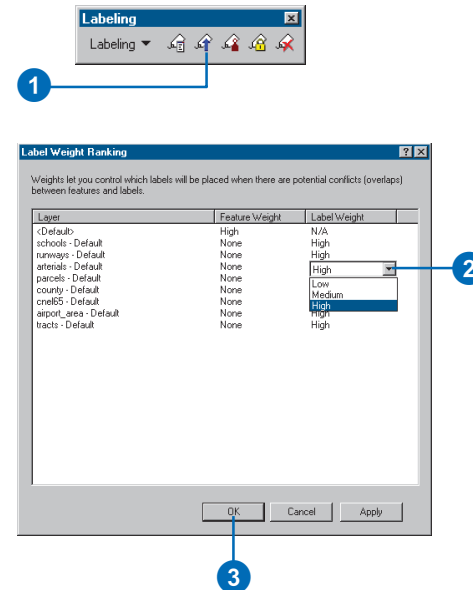 Labeling
Labeling
1
Label Weight Ranking
Weights let you control which labels will be placed when there are potential conflicts (overlaps)
between features and labels.
Layer Feature Weight Label Weight
<Default> High N/A
schools - Default None High
runways - Default None High
arterials - Default None High
2
parcels - Default None Low
county - Default None Medium
cnel65 - Default None High
airport_area - Default None High
tracts - Default None High
OK Cancel Apply
3